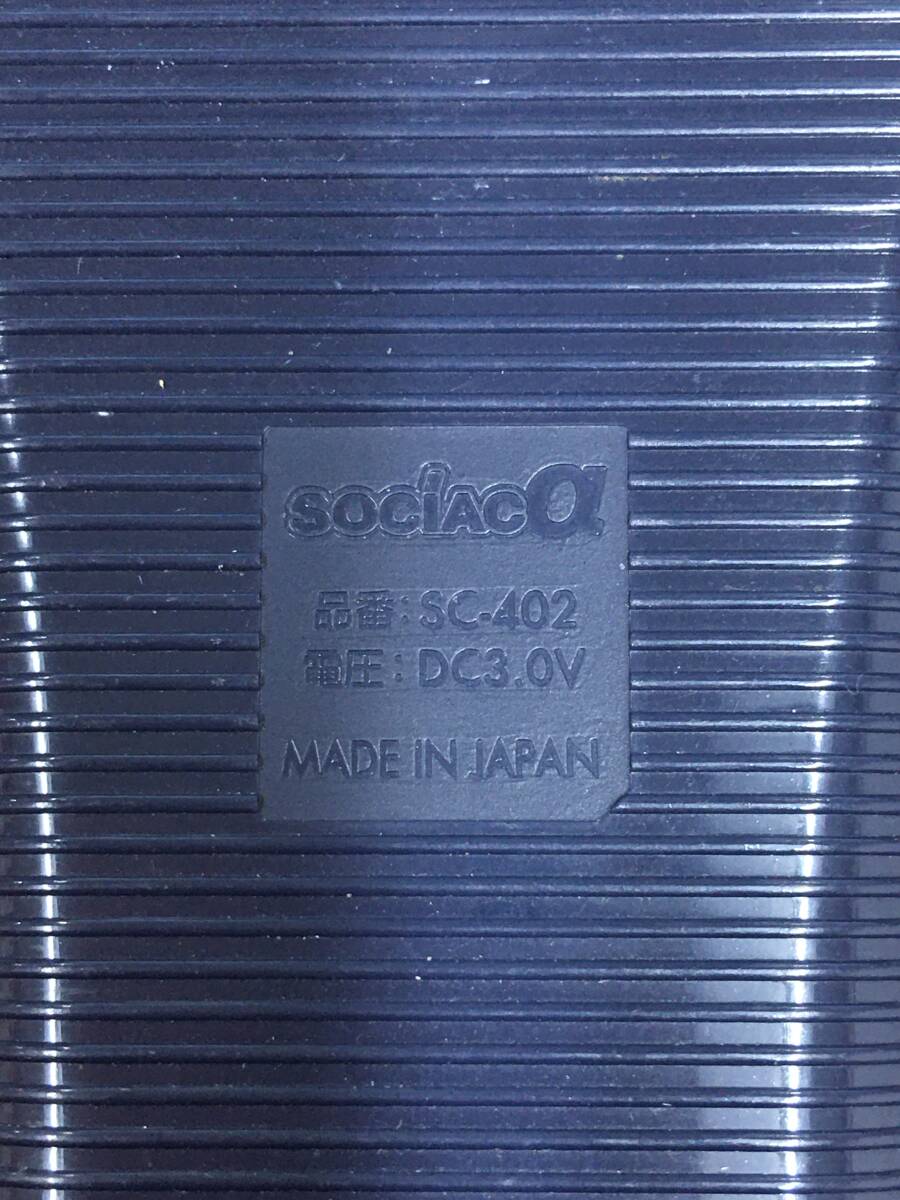 SOCIACα
品番：SC-402
電圧：DC3.0V
MADE IN JAPAN